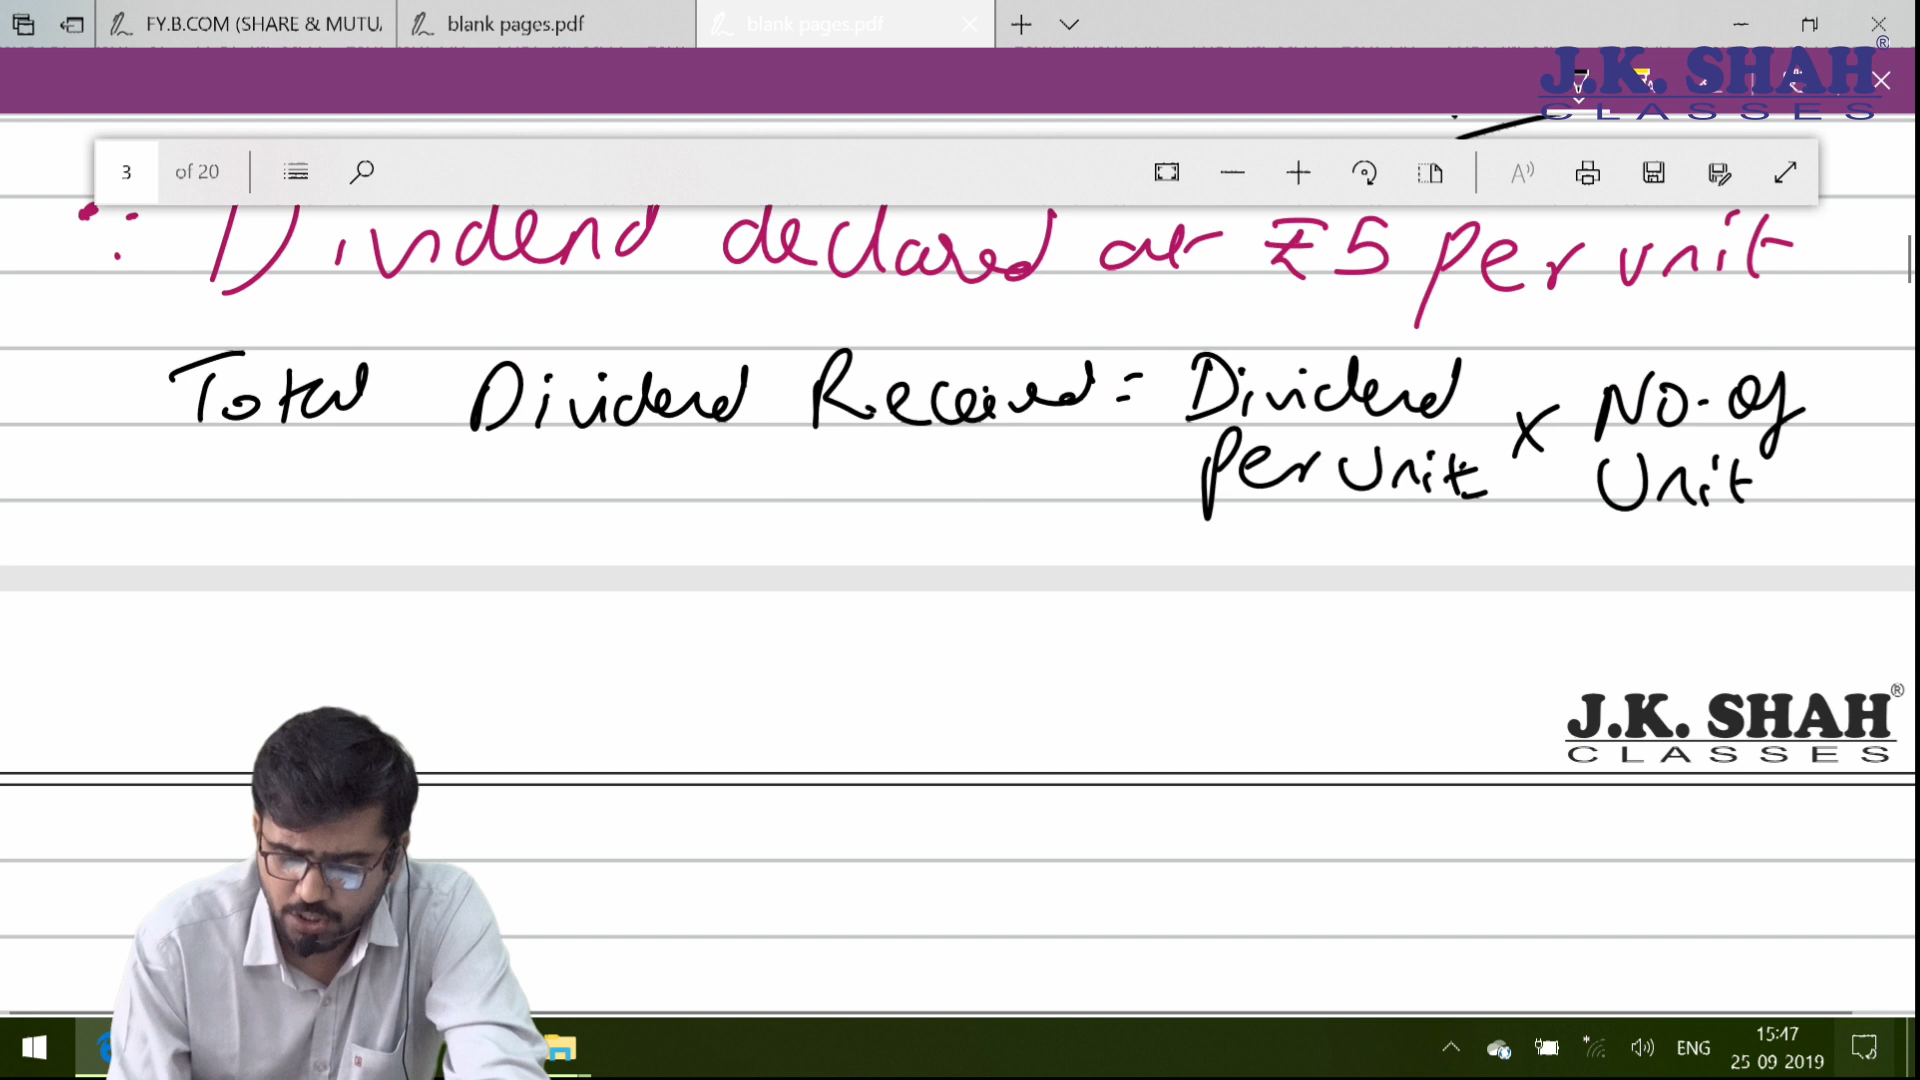 FY.B.COM (SHARE & MUTU
blank pages.pdf
blank pages.pdf
J.K. SHAH®
CLASSES
3 of 20
∵ Dividend declared at ₹5 per unit
Total Dividend Received = Dividend per unit x No. of Unit
J.K. SHAH®
CLASSES
ENG
15:47
25 09 2019